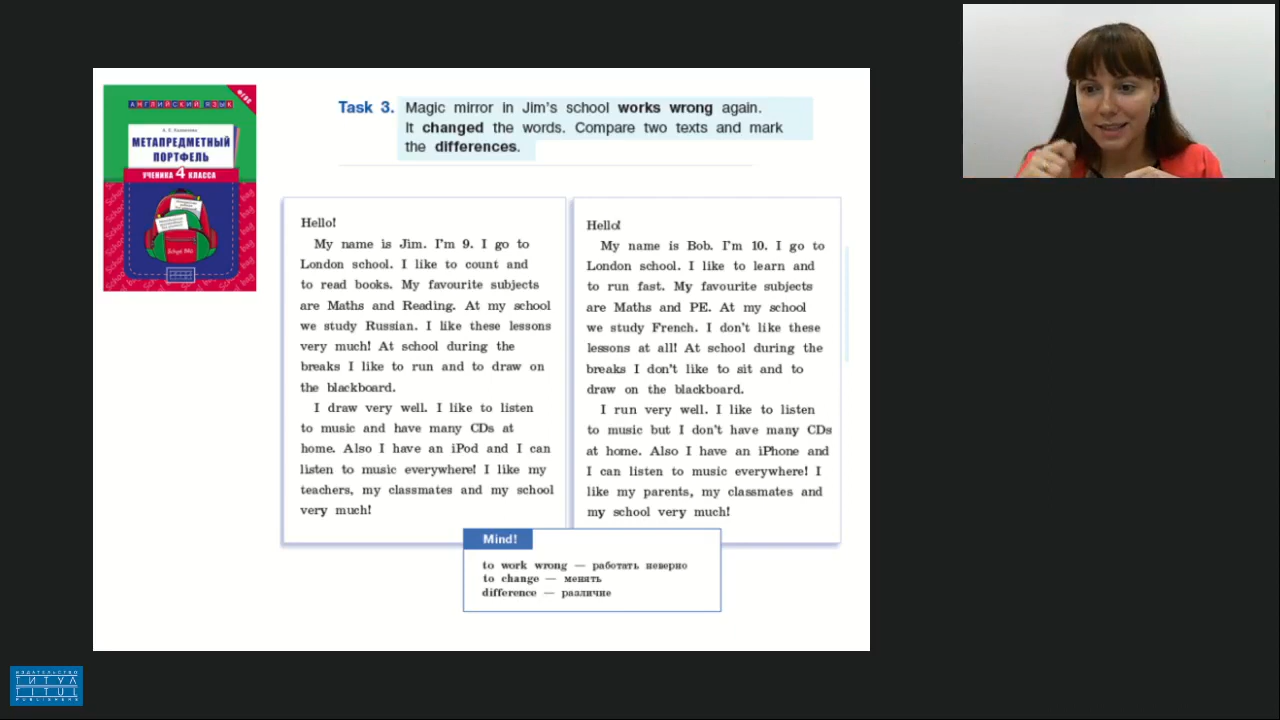 АНГЛИЙСКИЙ ЯЗЫК
ФГОС
МЕТАПРЕДМЕТНЫЙ
ПОРТФЕЛЬ
УЧЕНИКА 4 КЛАССА
School bag
Task 3. Magic mirror in Jim's school works wrong again.
It changed the words. Compare two texts and mark
the differences.
Hello!
My name is Jim. I'm 9. I go to
London school. I like to count and
to read books. My favourite subjects
are Maths and Reading. At my school
we study Russian. I like these lessons
very much! At school during the
breaks I like to run and to draw on
the blackboard.
I draw very well. I like to listen
to music and have many CDs at
home. Also I have an iPod and I can
listen to music everywhere! I like my
teachers, my classmates and my school
very much!
Hello!
My name is Bob. I'm 10. I go to
London school. I like to learn and
to run fast. My favourite subjects
are Maths and PE. At my school
we study French. I don't like these
lessons at all! At school during the
breaks I don't like to sit and to
draw on the blackboard.
I run very well. I like to listen
to music but I don't have many CDs
at home. Also I have an iPhone and
I can listen to music everywhere! I
like my parents, my classmates and
my school very much!
Mind!
to work wrong — работать неверно
to change — менять
difference — различие
ИЗДАТЕЛЬСТВО
ТИТУЛ
TITUL
PUBLISHERS